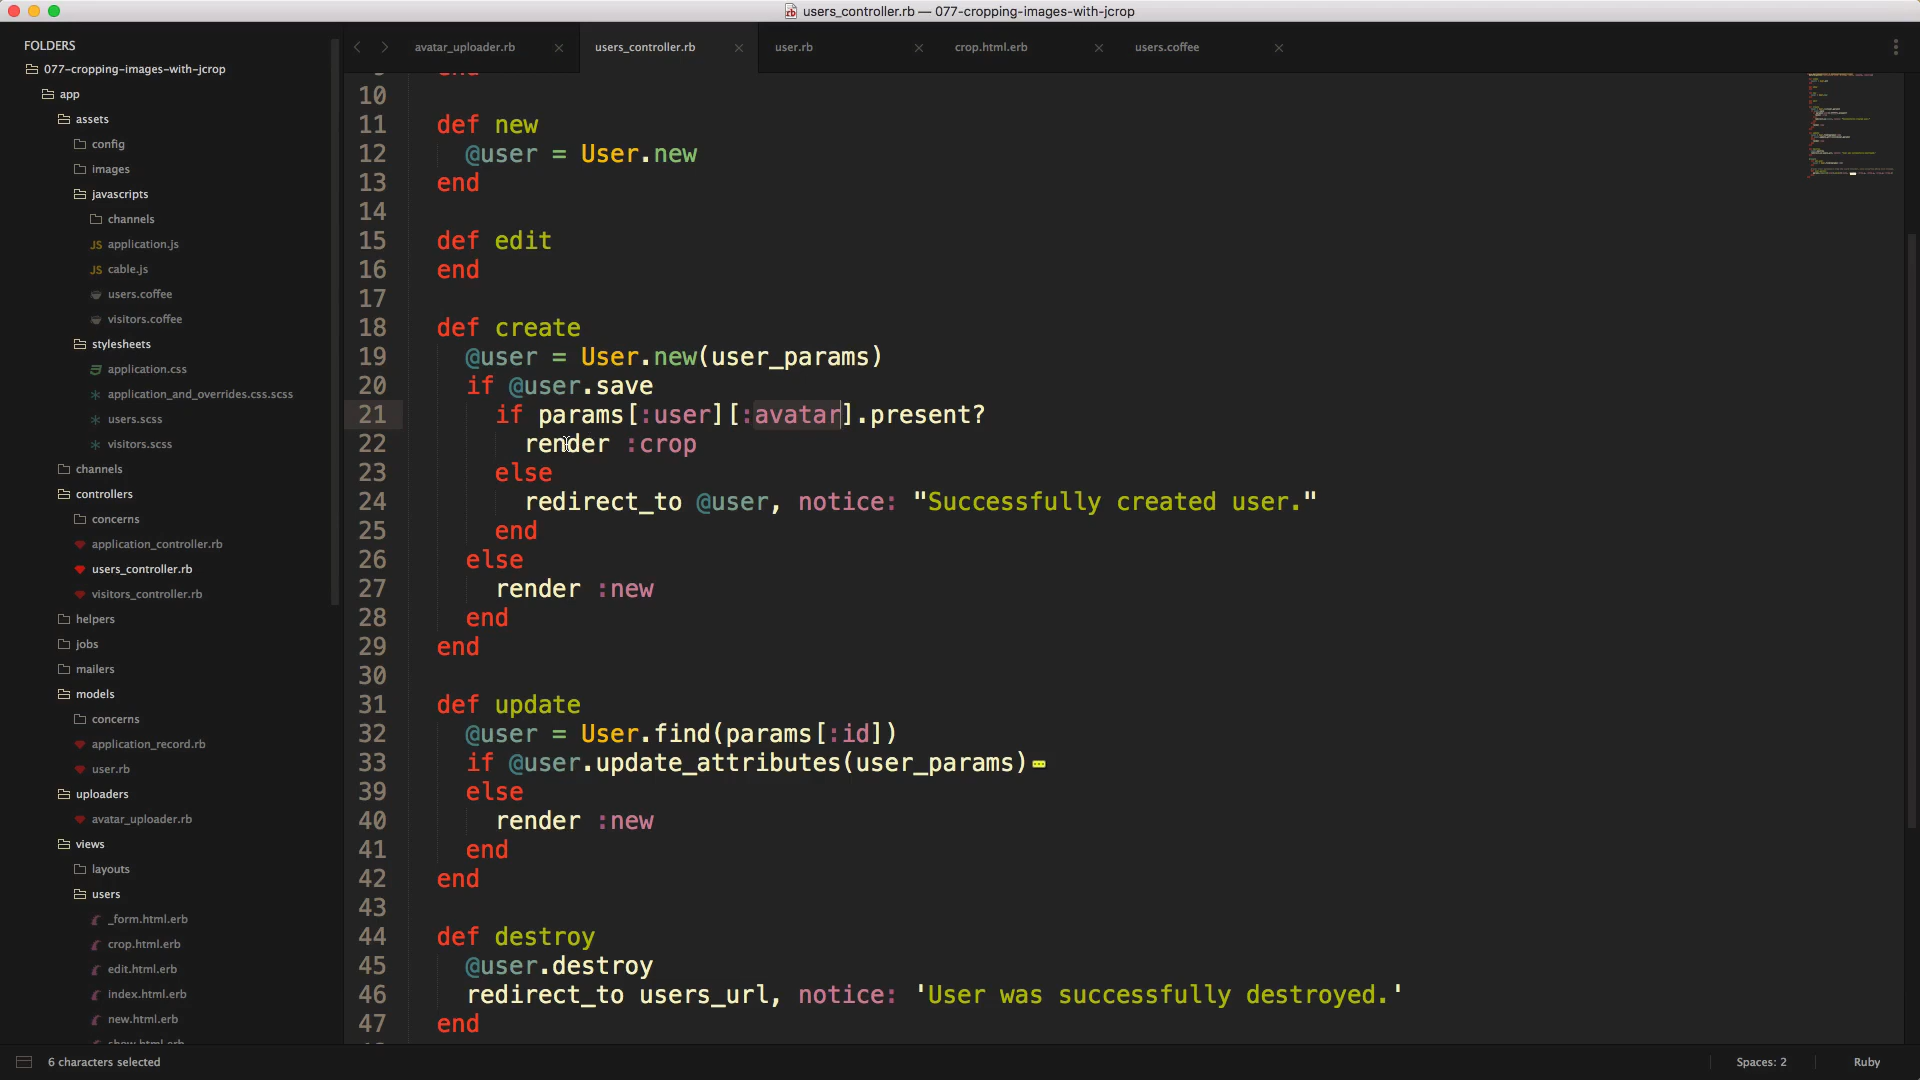 users_controller.rb — 077-cropping-images-with-jcrop
FOLDERS
077-cropping-images-with-jcrop
app
assets
config
images
javascripts
channels
JS application.js
JS cable.js
users.coffee
visitors.coffee
stylesheets
application.css
application_and_overrides.css.scss
users.scss
visitors.scss
channels
controllers
concerns
application_controller.rb
users_controller.rb
visitors_controller.rb
helpers
jobs
mailers
models
concerns
application_record.rb
user.rb
uploaders
avatar_uploader.rb
views
layouts
users
_form.html.erb
crop.html.erb
edit.html.erb
index.html.erb
new.html.erb
show.html.erb
avatar_uploader.rb
users_controller.rb
user.rb
crop.html.erb
users.coffee
9 end
10
11 def new
12 @user = User.new
13 end
14
15 def edit
16 end
17
18 def create
19 @user = User.new(user_params)
20 if @user.save
21 if params[:user][:avatar].present?
22 render :crop
23 else
24 redirect_to @user, notice: "Successfully created user."
25 end
26 else
27 render :new
28 end
29 end
30
31 def update
32 @user = User.find(params[:id])
33 if @user.update_attributes(user_params)
39 else
40 render :new
41 end
42 end
43
44 def destroy
45 @user.destroy
46 redirect_to users_url, notice: 'User was successfully destroyed.'
47 end
6 characters selected
Spaces: 2
Ruby